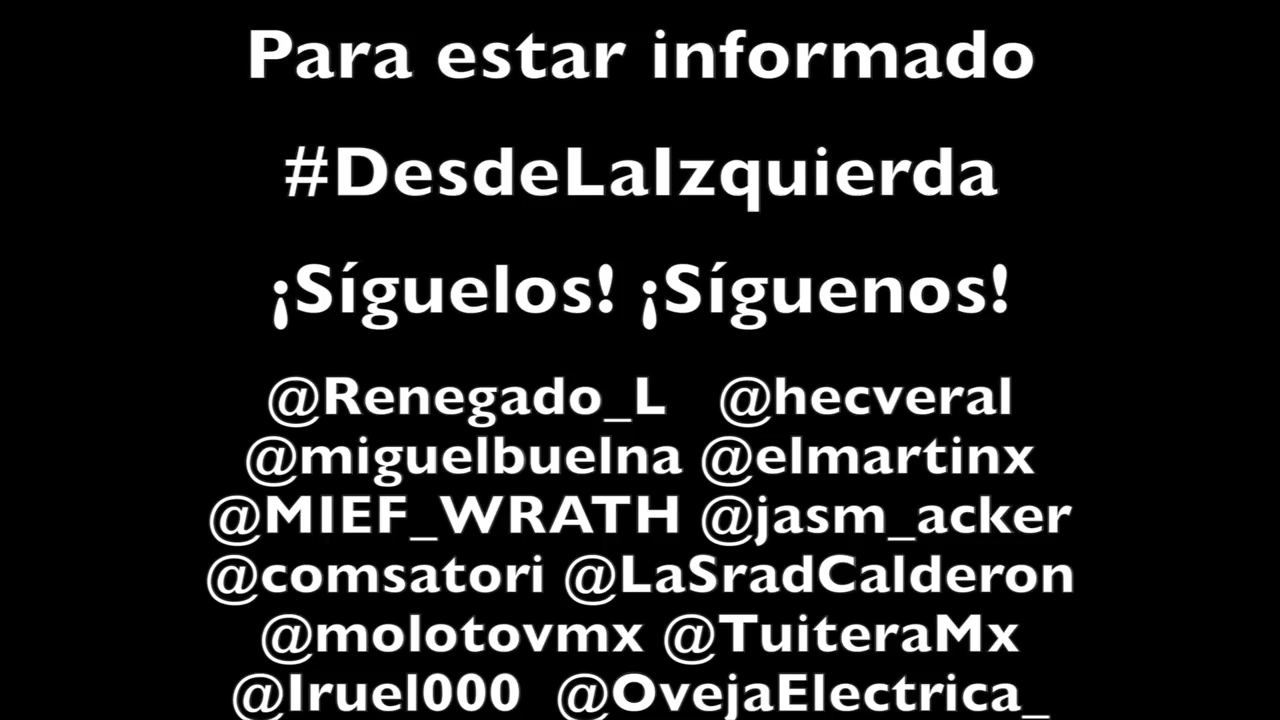 Para estar informado
#DesdeLaIzquierda
¡Síguelos! ¡Síguenos!
@Renegado_L @hecveral
@miguelbuelna @elmartinx
@MIEF_WRATH @jasm_acker
@comsatori @LaSradCalderon
@molotovmx @TuiteraMx
@Iruel000 @OvejaElectrica_